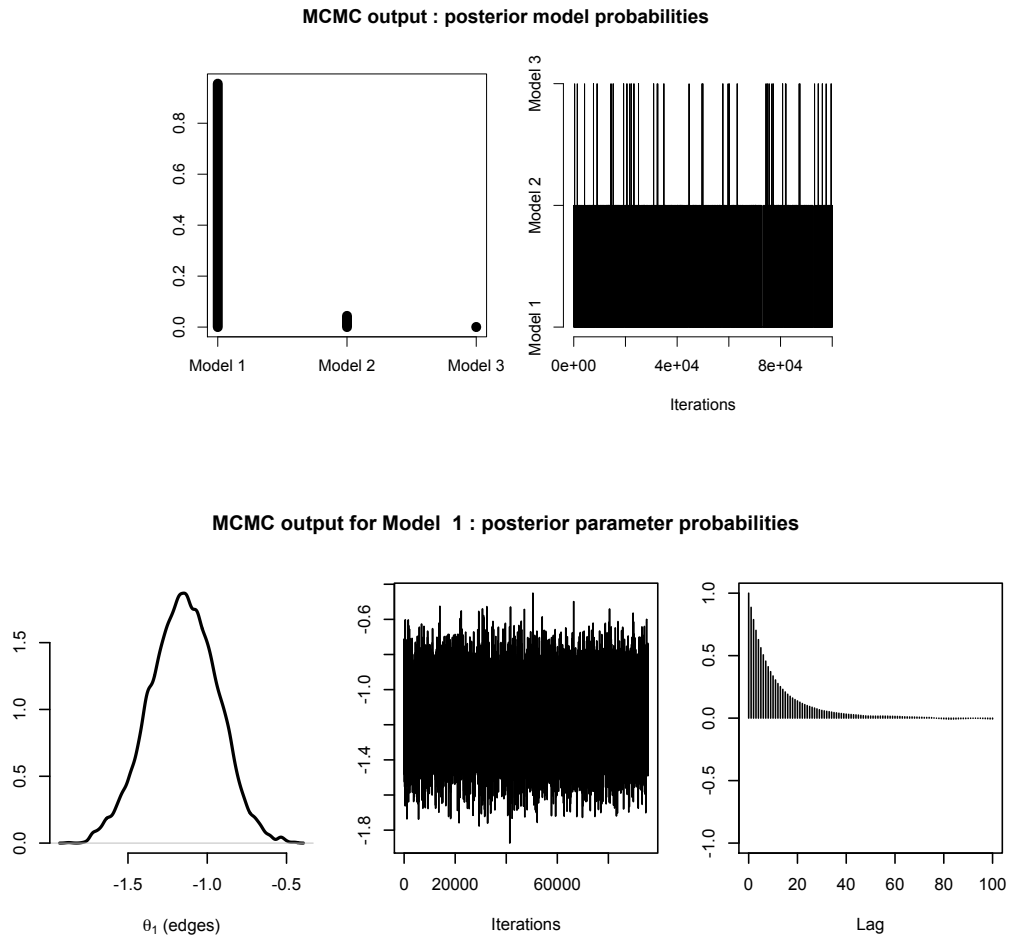 MCMC output : posterior model probabilities
0.8
0.6
0.4
0.2
0.0
Model 1 Model 2 Model 3
Model 3
Model 2
Model 1
0e+00 4e+04 8e+04
Iterations
MCMC output for Model 1 : posterior parameter probabilities
1.5
1.0
0.5
0.0
-1.5 -1.0 -0.5
θ1 (edges)
-0.6
-1.0
-1.4
-1.8
0 20000 60000
Iterations
1.0
0.5
0.0
-0.5
-1.0
0 20 40 60 80 100
Lag